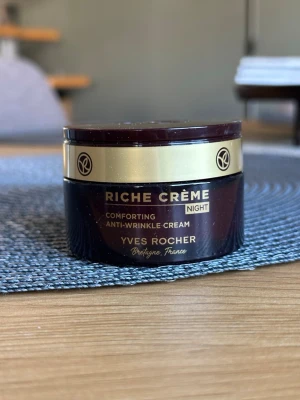 RICHE CRÈME
NIGHT
COMFORTING
ANTI-WRINKLE CREAM
YVES ROCHER
Bretagne, France